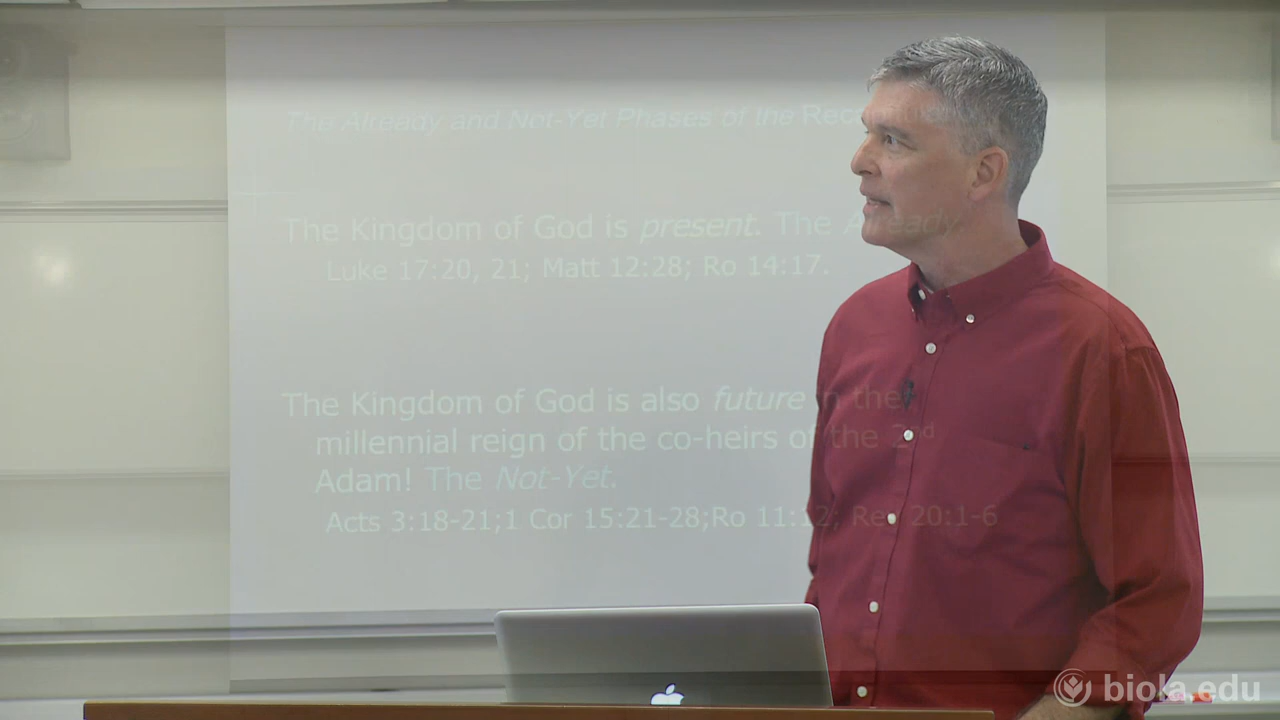 The Already and Not-Yet Phases of the
The Kingdom of God is present. The Already
Luke 17:20, 21; Matt 12:28; Ro 14:17.
The Kingdom of God is also future in the
millennial reign of the co-heirs of the 2nd
Adam! The Not-Yet.
Acts 3:18-21;1 Cor 15:21-28;Ro 11:12, Rev 20:1-6
biola.edu